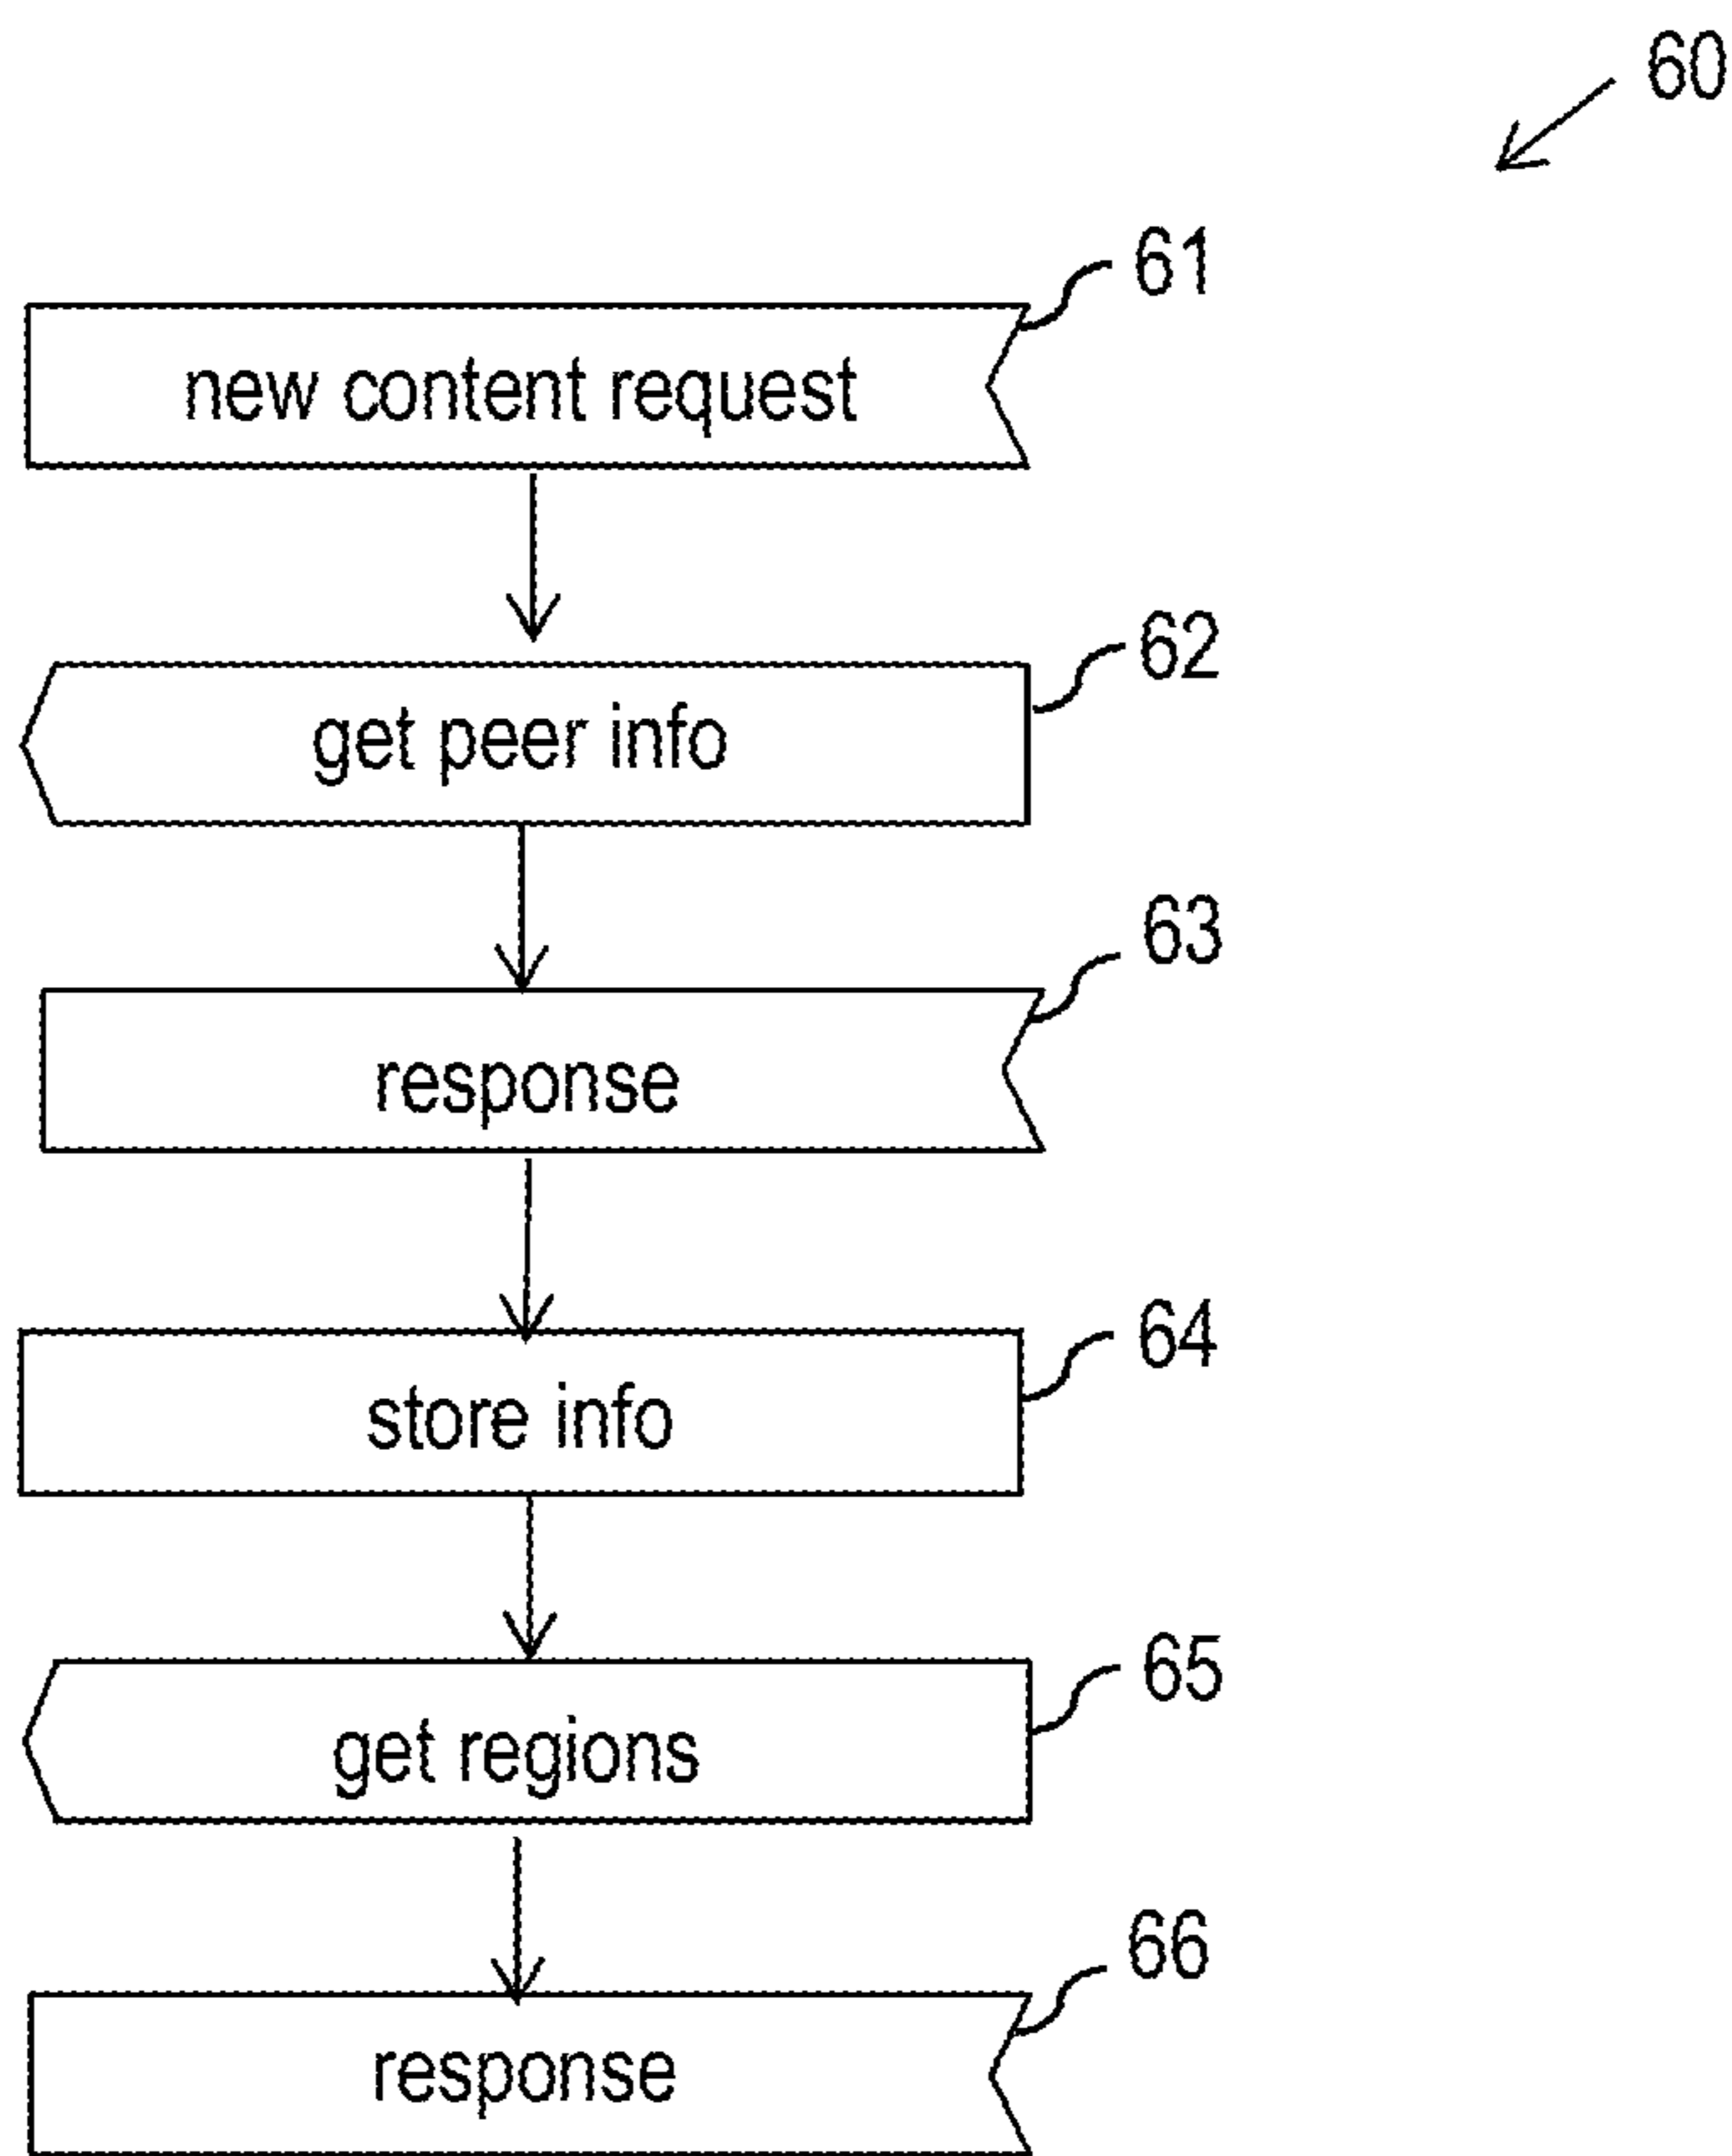 60
61
new content request
62
get peer info
63
response
64
store info
65
get regions
66
response